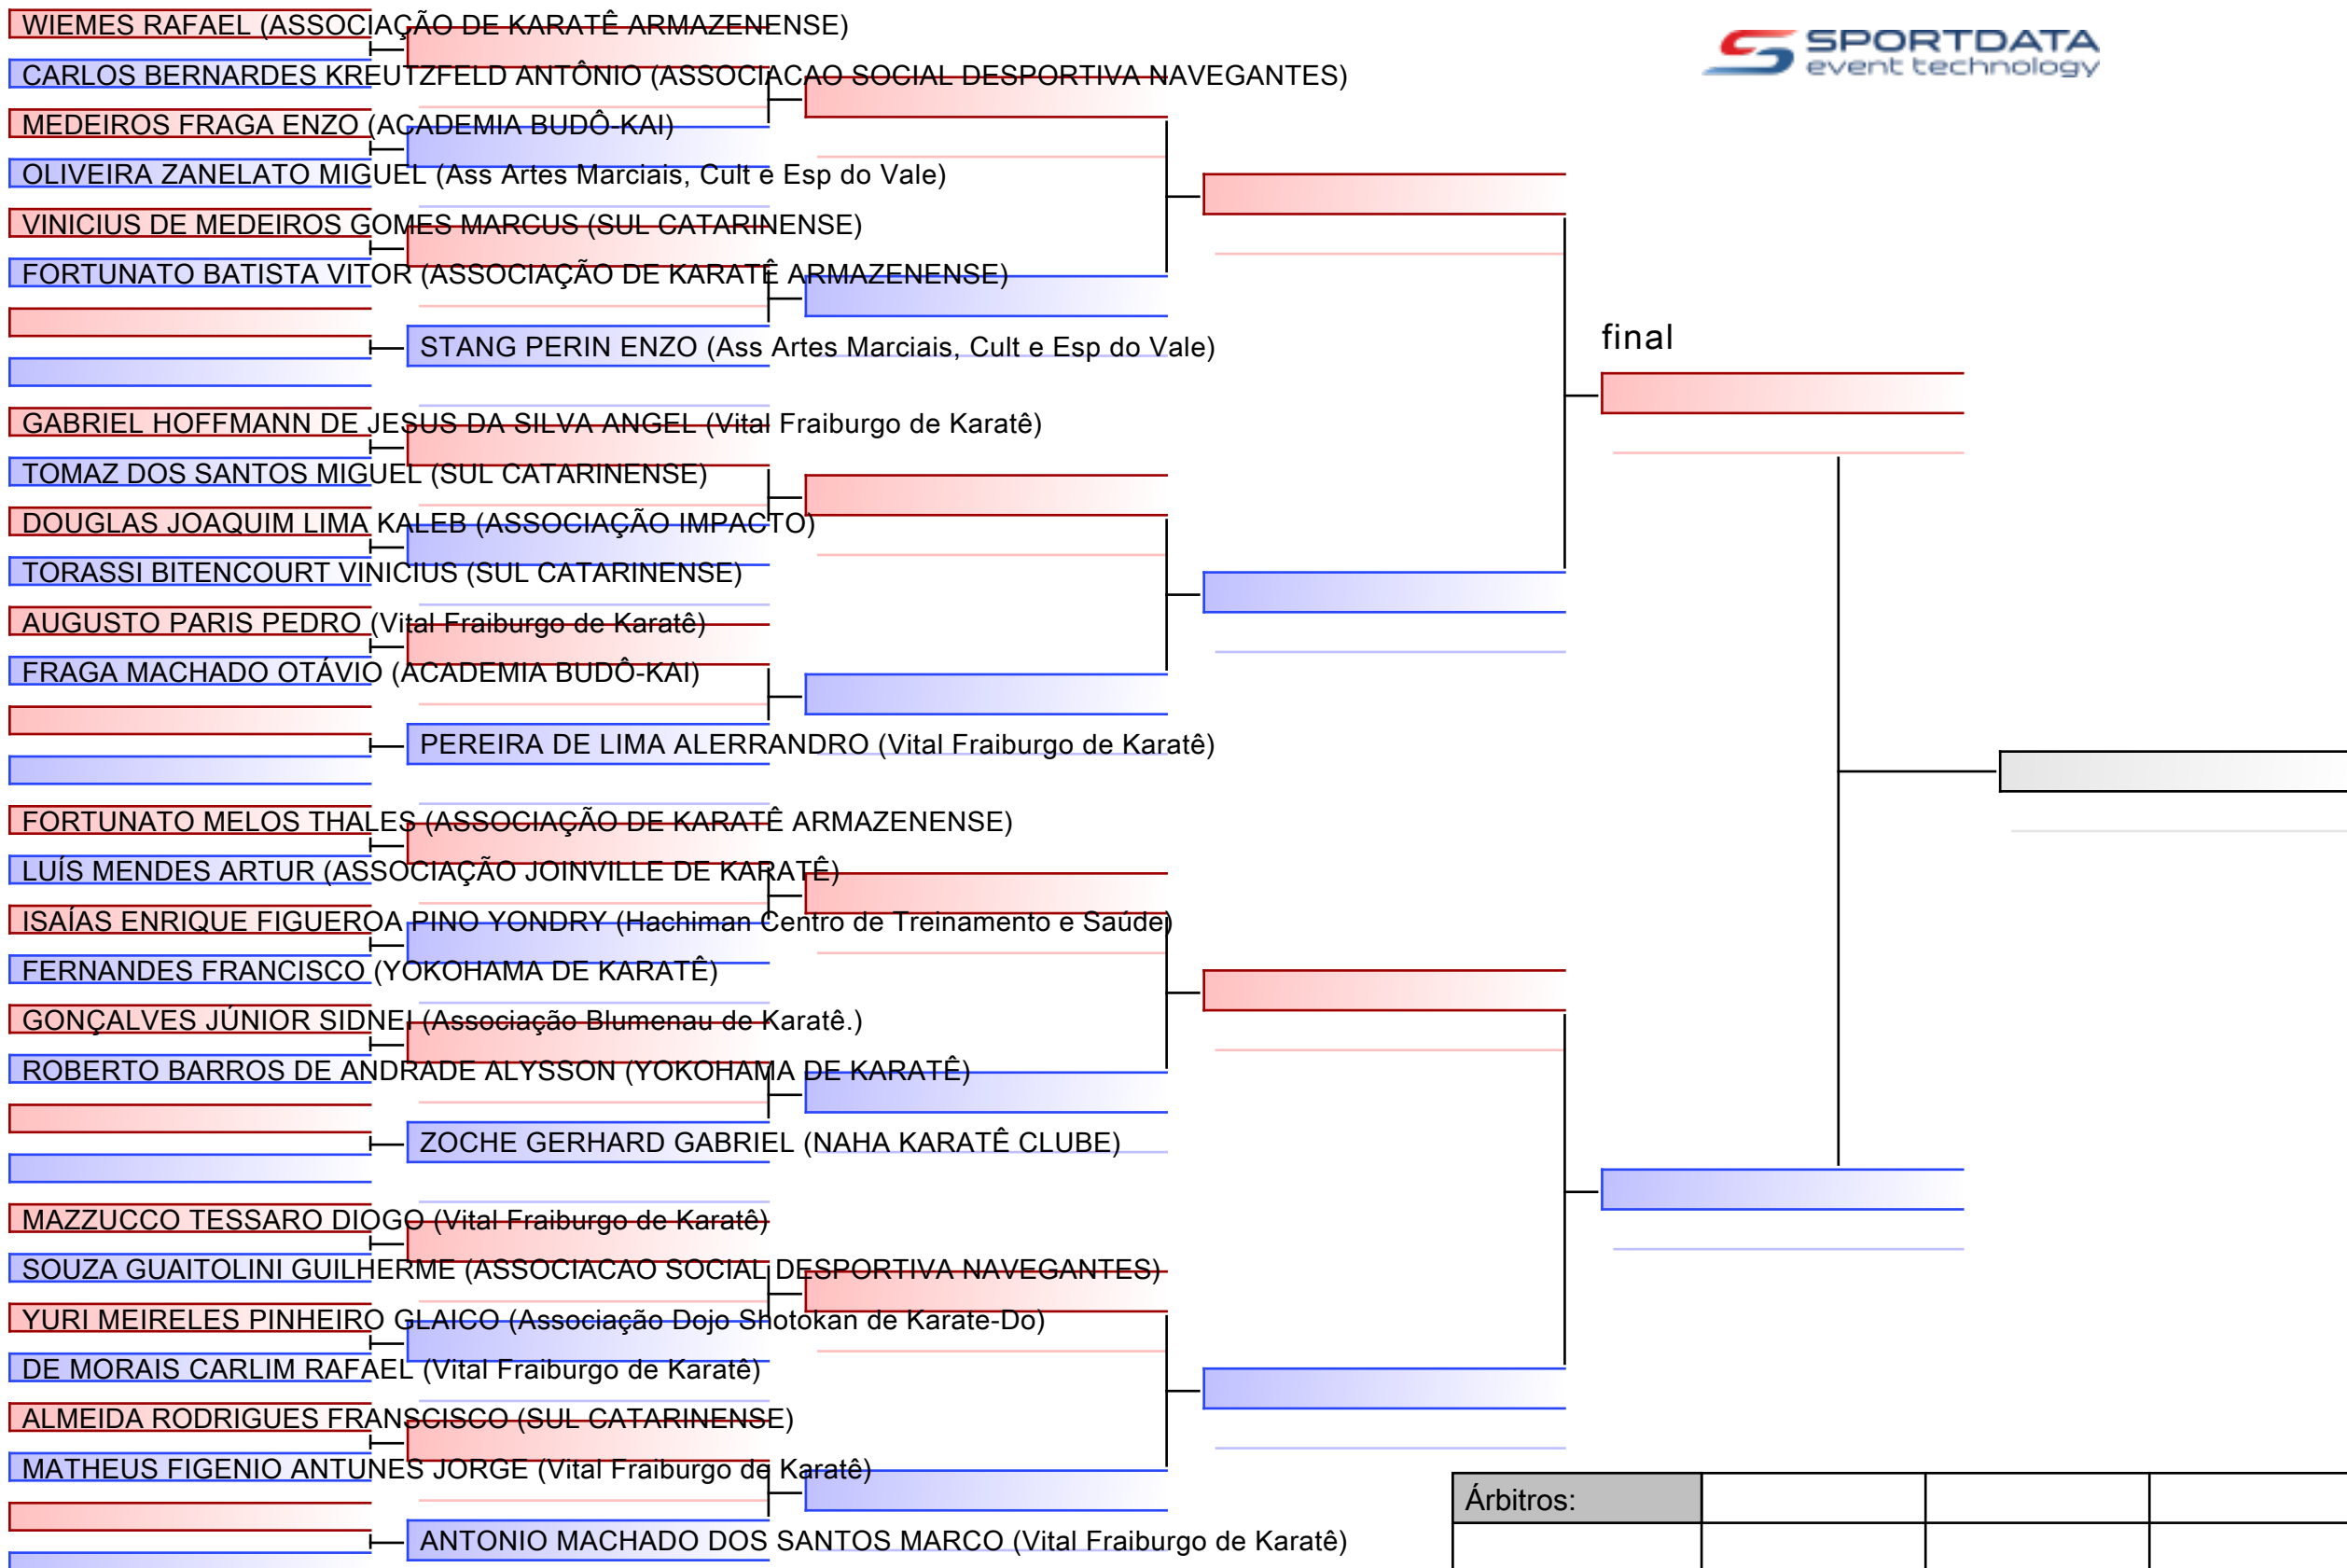 WIEMES RAFAEL (ASSOCIAÇÃO DE KARATÊ ARMAZENENSE)
SPORTDATA
event technology
CARLOS BERNARDES KREUTZFELD ANTÔNIO (ASSOCIACAO SOCIAL DESPORTIVA NAVEGANTES)
MEDEIROS FRAGA ENZO (ACADEMIA BUDÔ-KAI)
OLIVEIRA ZANELATO MIGUEL (Ass Artes Marciais, Cult e Esp do Vale)
VINICIUS DE MEDEIROS GOMES MARCUS (SUL CATARINENSE)
FORTUNATO BATISTA VITOR (ASSOCIAÇÃO DE KARATÊ ARMAZENENSE)
STANG PERIN ENZO (Ass Artes Marciais, Cult e Esp do Vale)
final
GABRIEL HOFFMANN DE JESUS DA SILVA ANGEL (Vital Fraiburgo de Karatê)
TOMAZ DOS SANTOS MIGUEL (SUL CATARINENSE)
DOUGLAS JOAQUIM LIMA KALEB (ASSOCIAÇÃO IMPACTO)
TORASSI BITENCOURT VINICIUS (SUL CATARINENSE)
AUGUSTO PARIS PEDRO (Vital Fraiburgo de Karatê)
FRAGA MACHADO OTÁVIO (ACADEMIA BUDÔ-KAI)
PEREIRA DE LIMA ALERRANDRO (Vital Fraiburgo de Karatê)
FORTUNATO MELOS THALES (ASSOCIAÇÃO DE KARATÊ ARMAZENENSE)
LUÍS MENDES ARTUR (ASSOCIAÇÃO JOINVILLE DE KARATÊ)
ISAÍAS ENRIQUE FIGUEROA PINO YONDRY (Hachiman Centro de Treinamento e Saúde)
FERNANDES FRANCISCO (YOKOHAMA DE KARATÊ)
GONÇALVES JÚNIOR SIDNEI (Associação Blumenau de Karatê.)
ROBERTO BARROS DE ANDRADE ALYSSON (YOKOHAMA DE KARATÊ)
ZOCHE GERHARD GABRIEL (NAHA KARATÊ CLUBE)
MAZZUCCO TESSARO DIOGO (Vital Fraiburgo de Karatê)
SOUZA GUAITOLINI GUILHERME (ASSOCIACAO SOCIAL DESPORTIVA NAVEGANTES)
YURI MEIRELES PINHEIRO GLAICO (Associação Dojo Shotokan de Karate-Do)
DE MORAIS CARLIM RAFAEL (Vital Fraiburgo de Karatê)
ALMEIDA RODRIGUES FRANSCISCO (SUL CATARINENSE)
MATHEUS FIGENIO ANTUNES JORGE (Vital Fraiburgo de Karatê)
Árbitros:
ANTONIO MACHADO DOS SANTOS MARCO (Vital Fraiburgo de Karatê)